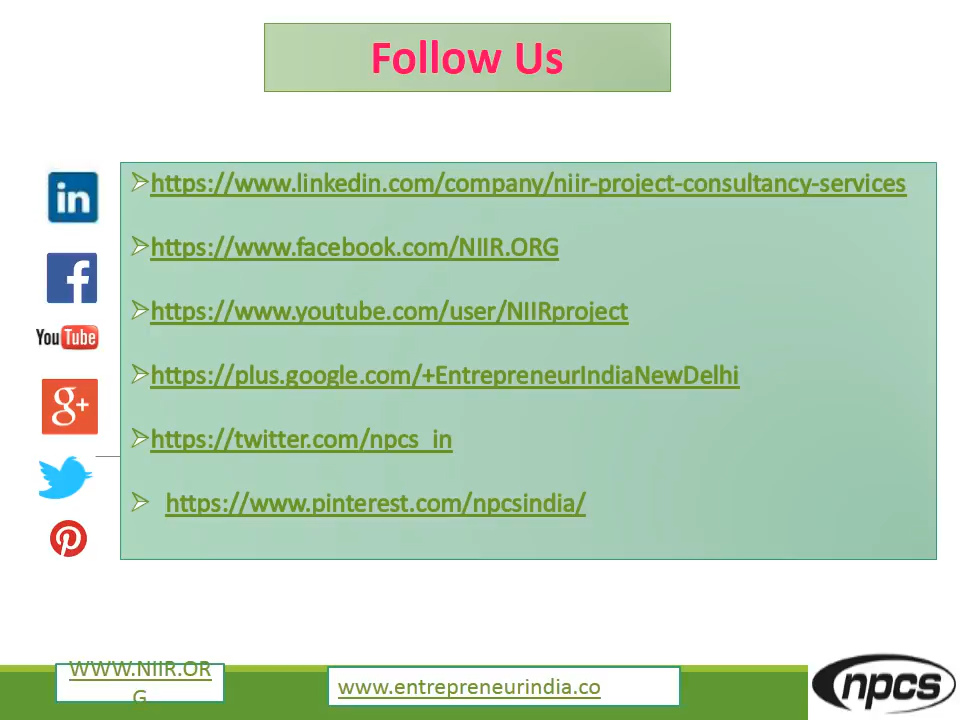 Follow Us
in
https://www.linkedin.com/company/niir-project-consultancy-services
f
https://www.facebook.com/NIIR.ORG
You Tube
https://www.youtube.com/user/NIIRproject
g+
https://plus.google.com/+EntrepreneurIndiaNewDelhi
https://twitter.com/npcs_in
https://www.pinterest.com/npcsindia/
WWW.NIIR.OR
G
www.entrepreneurindia.co
npcs